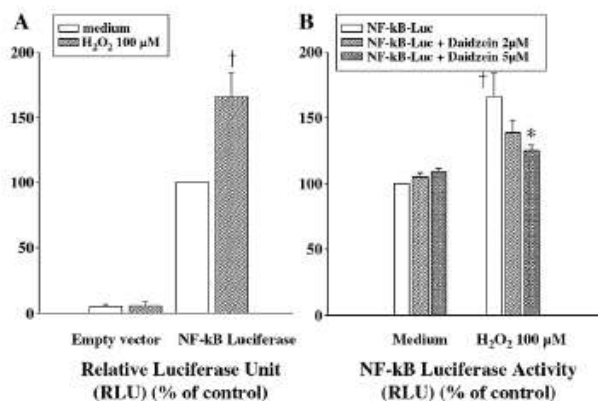 A
medium
H₂O₂ 100 µM
200
150
100
50
0
†
Empty vector
NF-kB Luciferase
Relative Luciferase Unit
(RLU) (% of control)
B
NF-kB-Luc
NF-kB-Luc + Daidzein 2µM
NF-kB-Luc + Daidzein 5µM
200
150
100
50
0
†
*
Medium
H₂O₂ 100 µM
NF-kB Luciferase Activity
(RLU) (% of control)